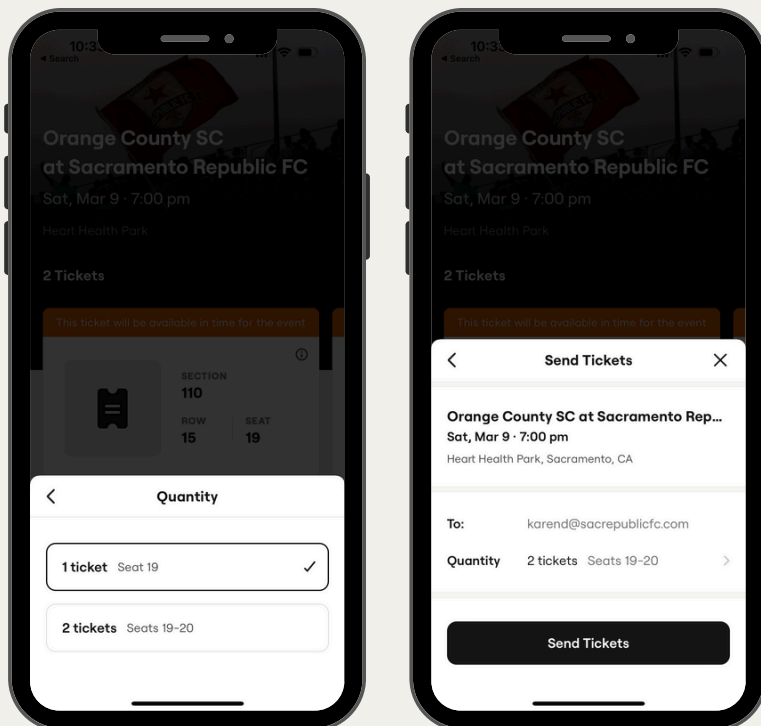 Search
Orange County SC
at Sacramento Republic FC
Sat, Mar 9 · 7:00 pm
Heart Health Park
2 Tickets
This ticket will be available in time for the event
SECTION
110
ROW
SEAT
15
19
Quantity
1 ticket Seat 19
2 tickets Seats 19-20
Search
Orange County SC
at Sacramento Republic FC
Sat, Mar 9 · 7:00 pm
Heart Health Park
2 Tickets
This ticket will be available in time for the event
Send Tickets
Orange County SC at Sacramento Rep...
Sat, Mar 9 · 7:00 pm
Heart Health Park, Sacramento, CA
To: karend@sacrepublicfc.com
Quantity 2 tickets Seats 19-20
Send Tickets